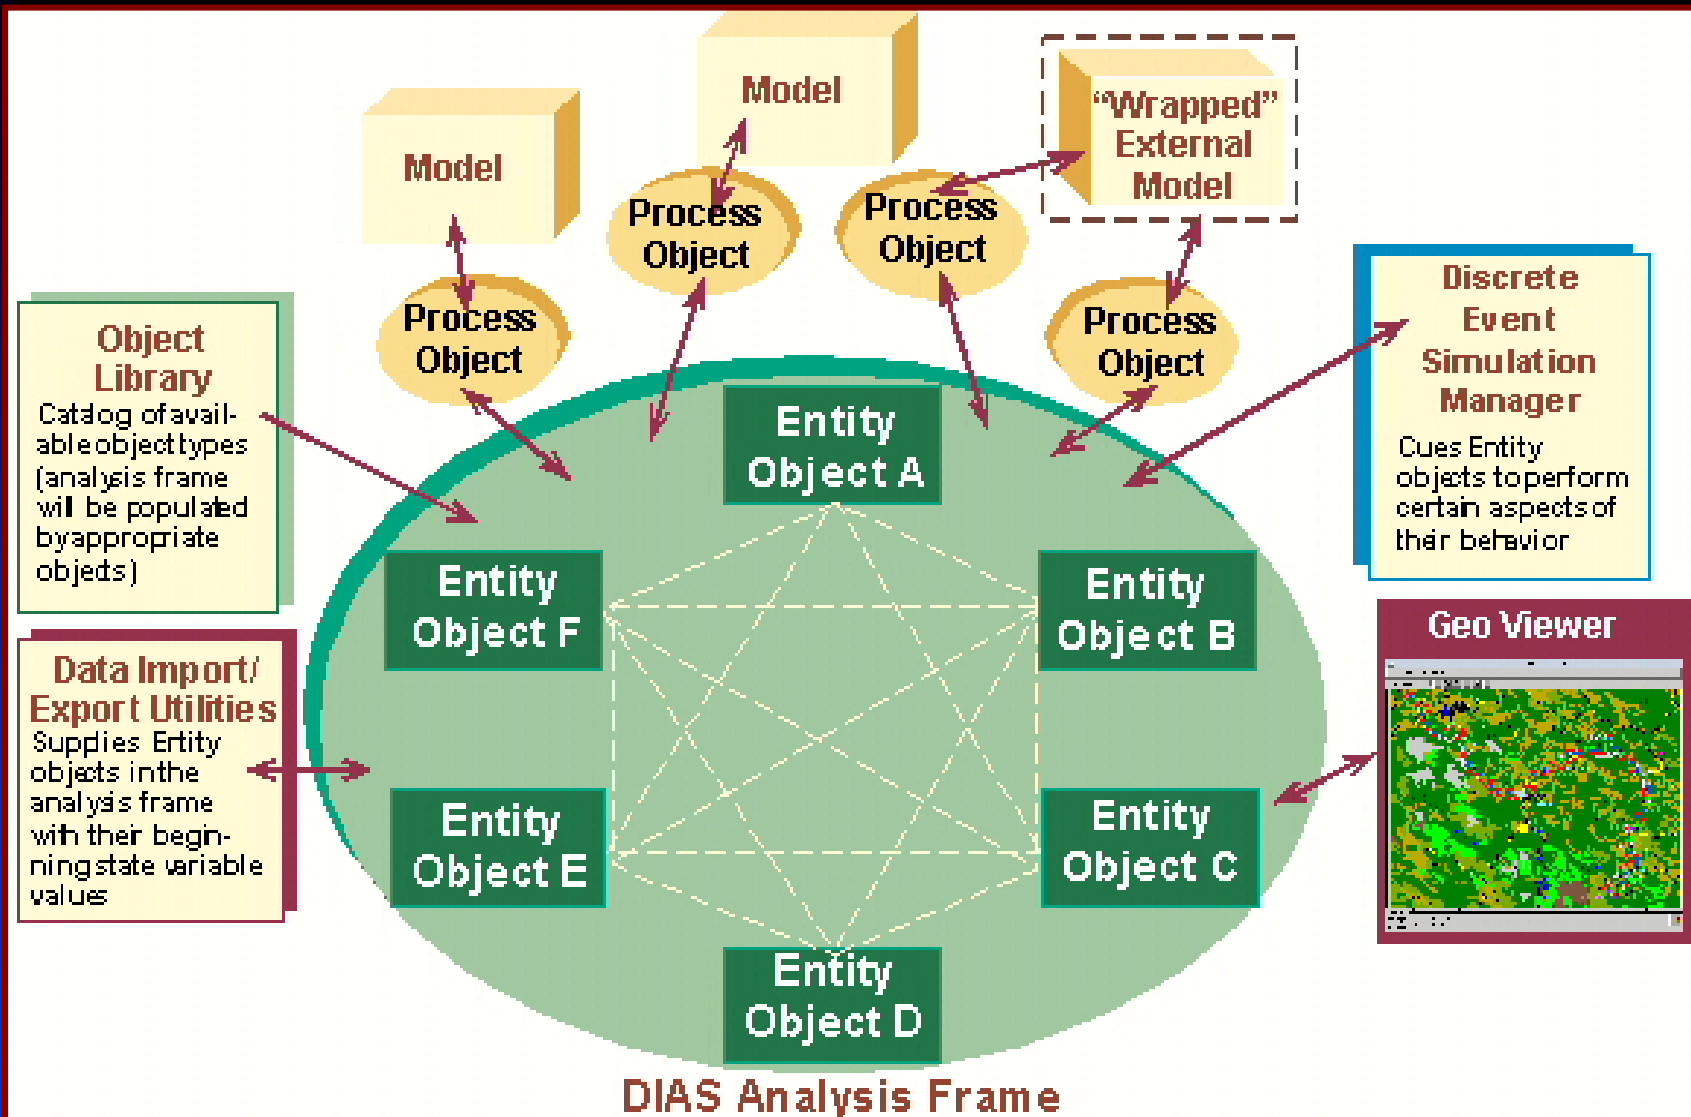 Model
Model
"Wrapped"
External
Model
Process
Object
Process
Object
Process
Object
Process
Object
Object
Library
Catalog of avail-
able object types
(analysis frame
will be populated
by appropriate
objects)
Data Import/
Export Utilities
Supplies Entity
objects in the
analysis frame
with their begin-
ning state variable
values
Discrete
Event
Simulation
Manager
Cues Entity
objects to perform
certain aspects of
their behavior
Geo Viewer
Entity
Object A
Entity
Object F
Entity
Object B
Entity
Object E
Entity
Object C
Entity
Object D
DIAS Analysis Frame